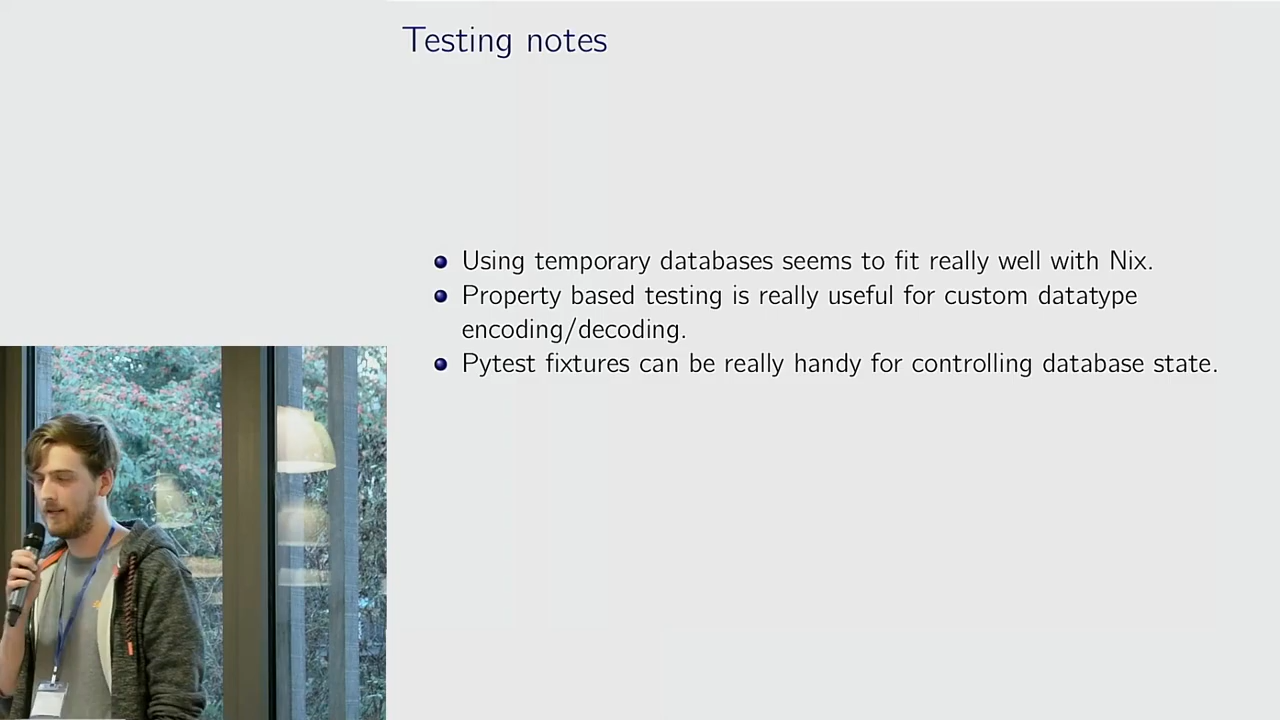 Testing notes
Using temporary databases seems to fit really well with Nix.
Property based testing is really useful for custom datatype
encoding/decoding.
Pytest fixtures can be really handy for controlling database state.